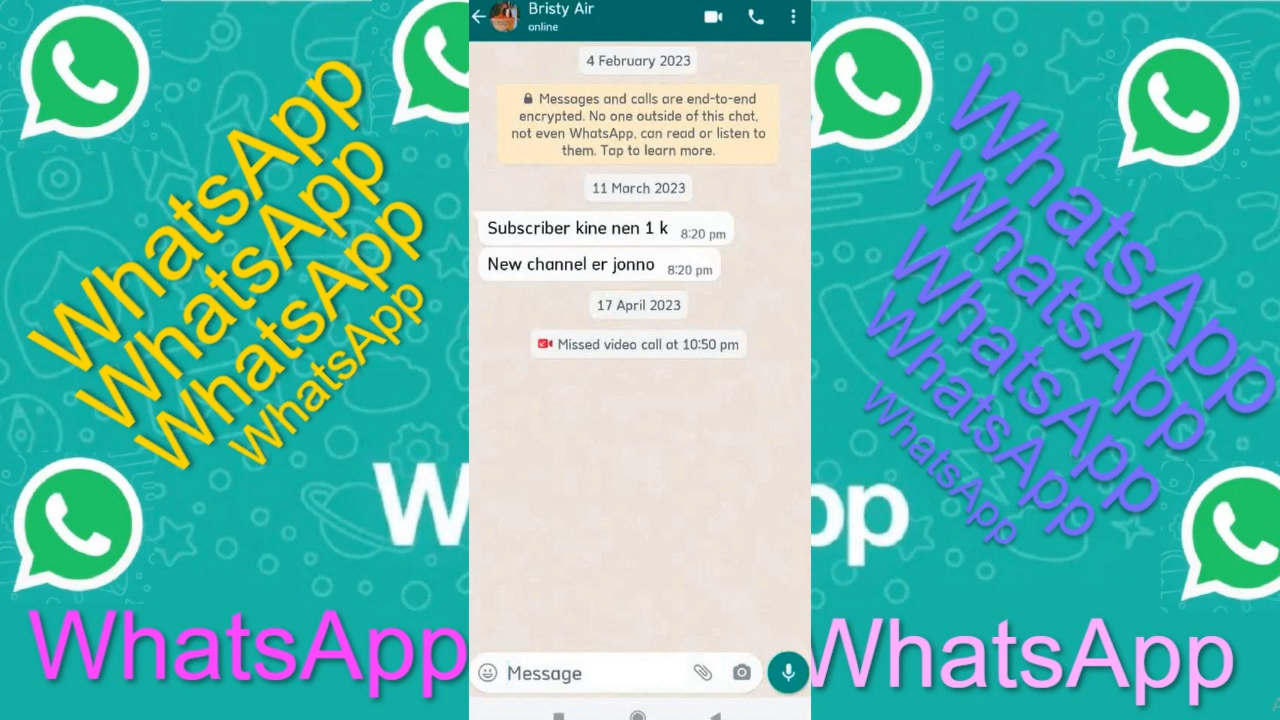 Bristy Air
online
4 February 2023
Messages and calls are end-to-end
encrypted. No one outside of this chat,
not even WhatsApp, can read or listen to
them. Tap to learn more.
11 March 2023
Subscriber kine nen 1 k 8:20 pm
New channel er jonno 8:20 pm
17 April 2023
Missed video call at 10:50 pm
Message
WhatsApp
WhatsApp
WhatsApp
WhatsApp
W
WhatsApp
WhatsApp
WhatsApp
WhatsApp
WhatsApp
WhatsApp
pp
WhatsApp